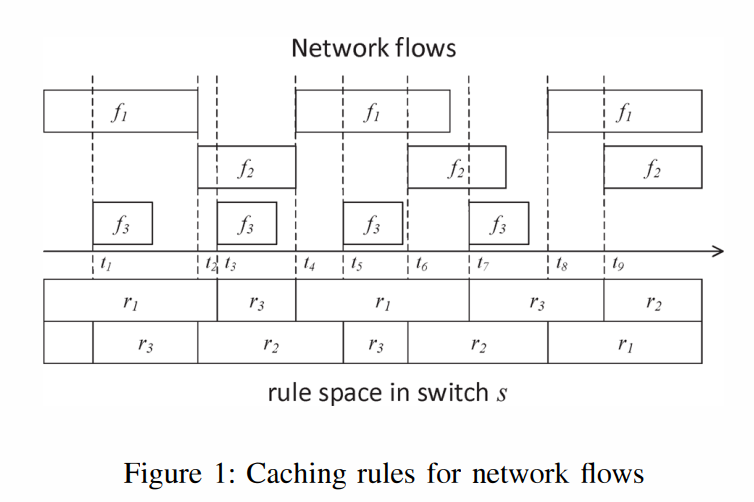 Network flows
f1 f1 f1
f2 f2 f2
f3 f3 f3 f3
t1 t2 t3 t4 t5 t6 t7 t8 t9
r1 r3 r1 r3 r2
r3 r2 r3 r2 r1
rule space in switch s
Figure 1: Caching rules for network flows